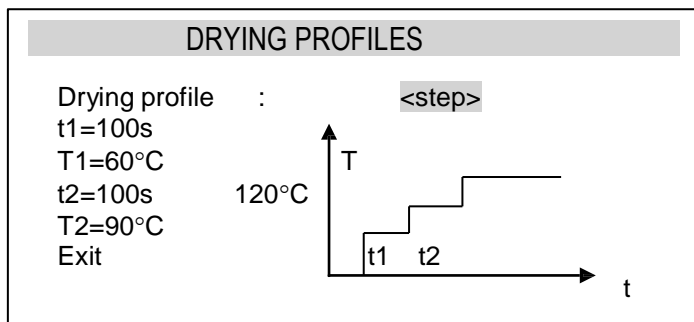 DRYING PROFILES
Drying profile : <step>
t1=100s
T1=60°C T
t2=100s 120°C
T2=90°C
Exit t1 t2
t